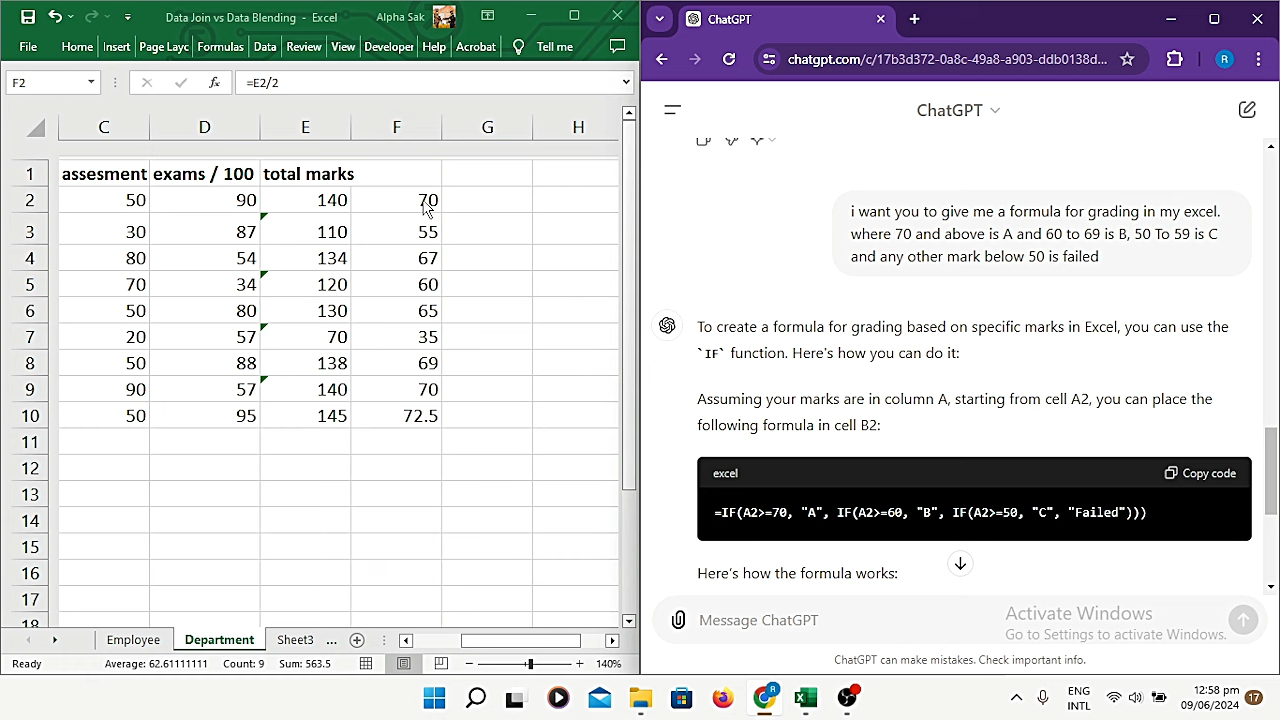 Data Join vs Data Blending - Excel
Alpha Sak
File Home Insert Page Layc Formulas Data Review View Developer Help Acrobat Tell me
F2 fx =E2/2
C D E F G H
1 assesment exams / 100 total marks
2 50 90 140 70
3 30 87 110 55
4 80 54 134 67
5 70 34 120 60
6 50 80 130 65
7 20 57 70 35
8 50 88 138 69
9 90 57 140 70
10 50 95 145 72.5
11
12
13
14
15
16
17
18
Employee Department Sheet3 ...
Ready Average: 62.61111111 Count: 9 Sum: 563.5 140%
ChatGPT
chatgpt.com/c/17b3d372-0a8c-49a8-a903-ddb0138d...
R
ChatGPT
i want you to give me a formula for grading in my excel.
where 70 and above is A and 60 to 69 is B, 50 To 59 is C
and any other mark below 50 is failed
To create a formula for grading based on specific marks in Excel, you can use the
`IF` function. Here's how you can do it:
Assuming your marks are in column A, starting from cell A2, you can place the
following formula in cell B2:
excel Copy code
=IF(A2>=70, "A", IF(A2>=60, "B", IF(A2>=50, "C", "Failed")))
Here's how the formula works:
Message ChatGPT
Activate Windows
Go to Settings to activate Windows.
ChatGPT can make mistakes. Check important info.
R
ENG
INTL
12:58 pm
09/06/2024
17